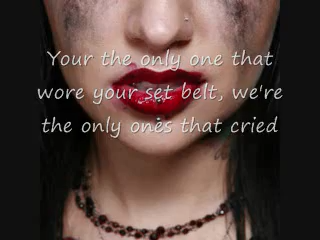 Your the only one that
wore your set belt, we're
the only ones that cried